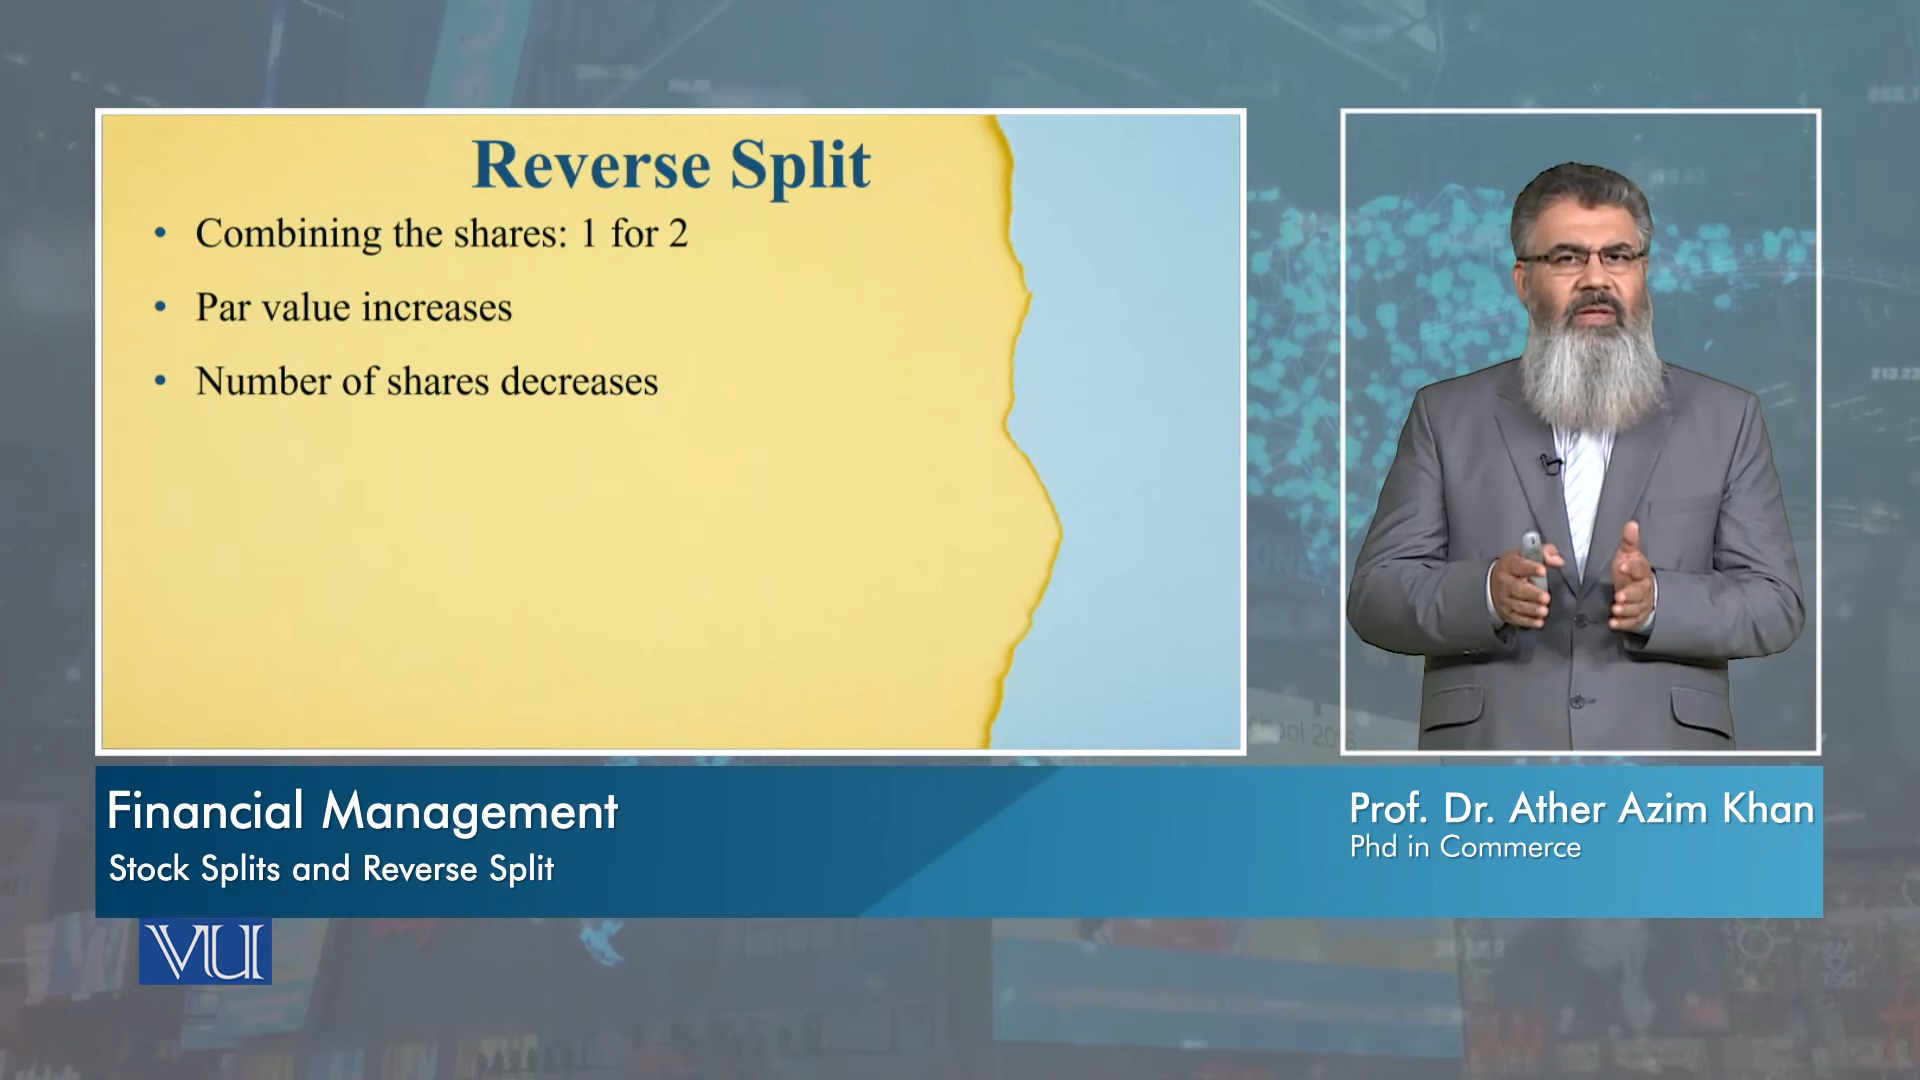 Reverse Split
• Combining the shares: 1 for 2
• Par value increases
• Number of shares decreases
Financial Management
Stock Splits and Reverse Split
Prof. Dr. Ather Azim Khan
Phd in Commerce
VU